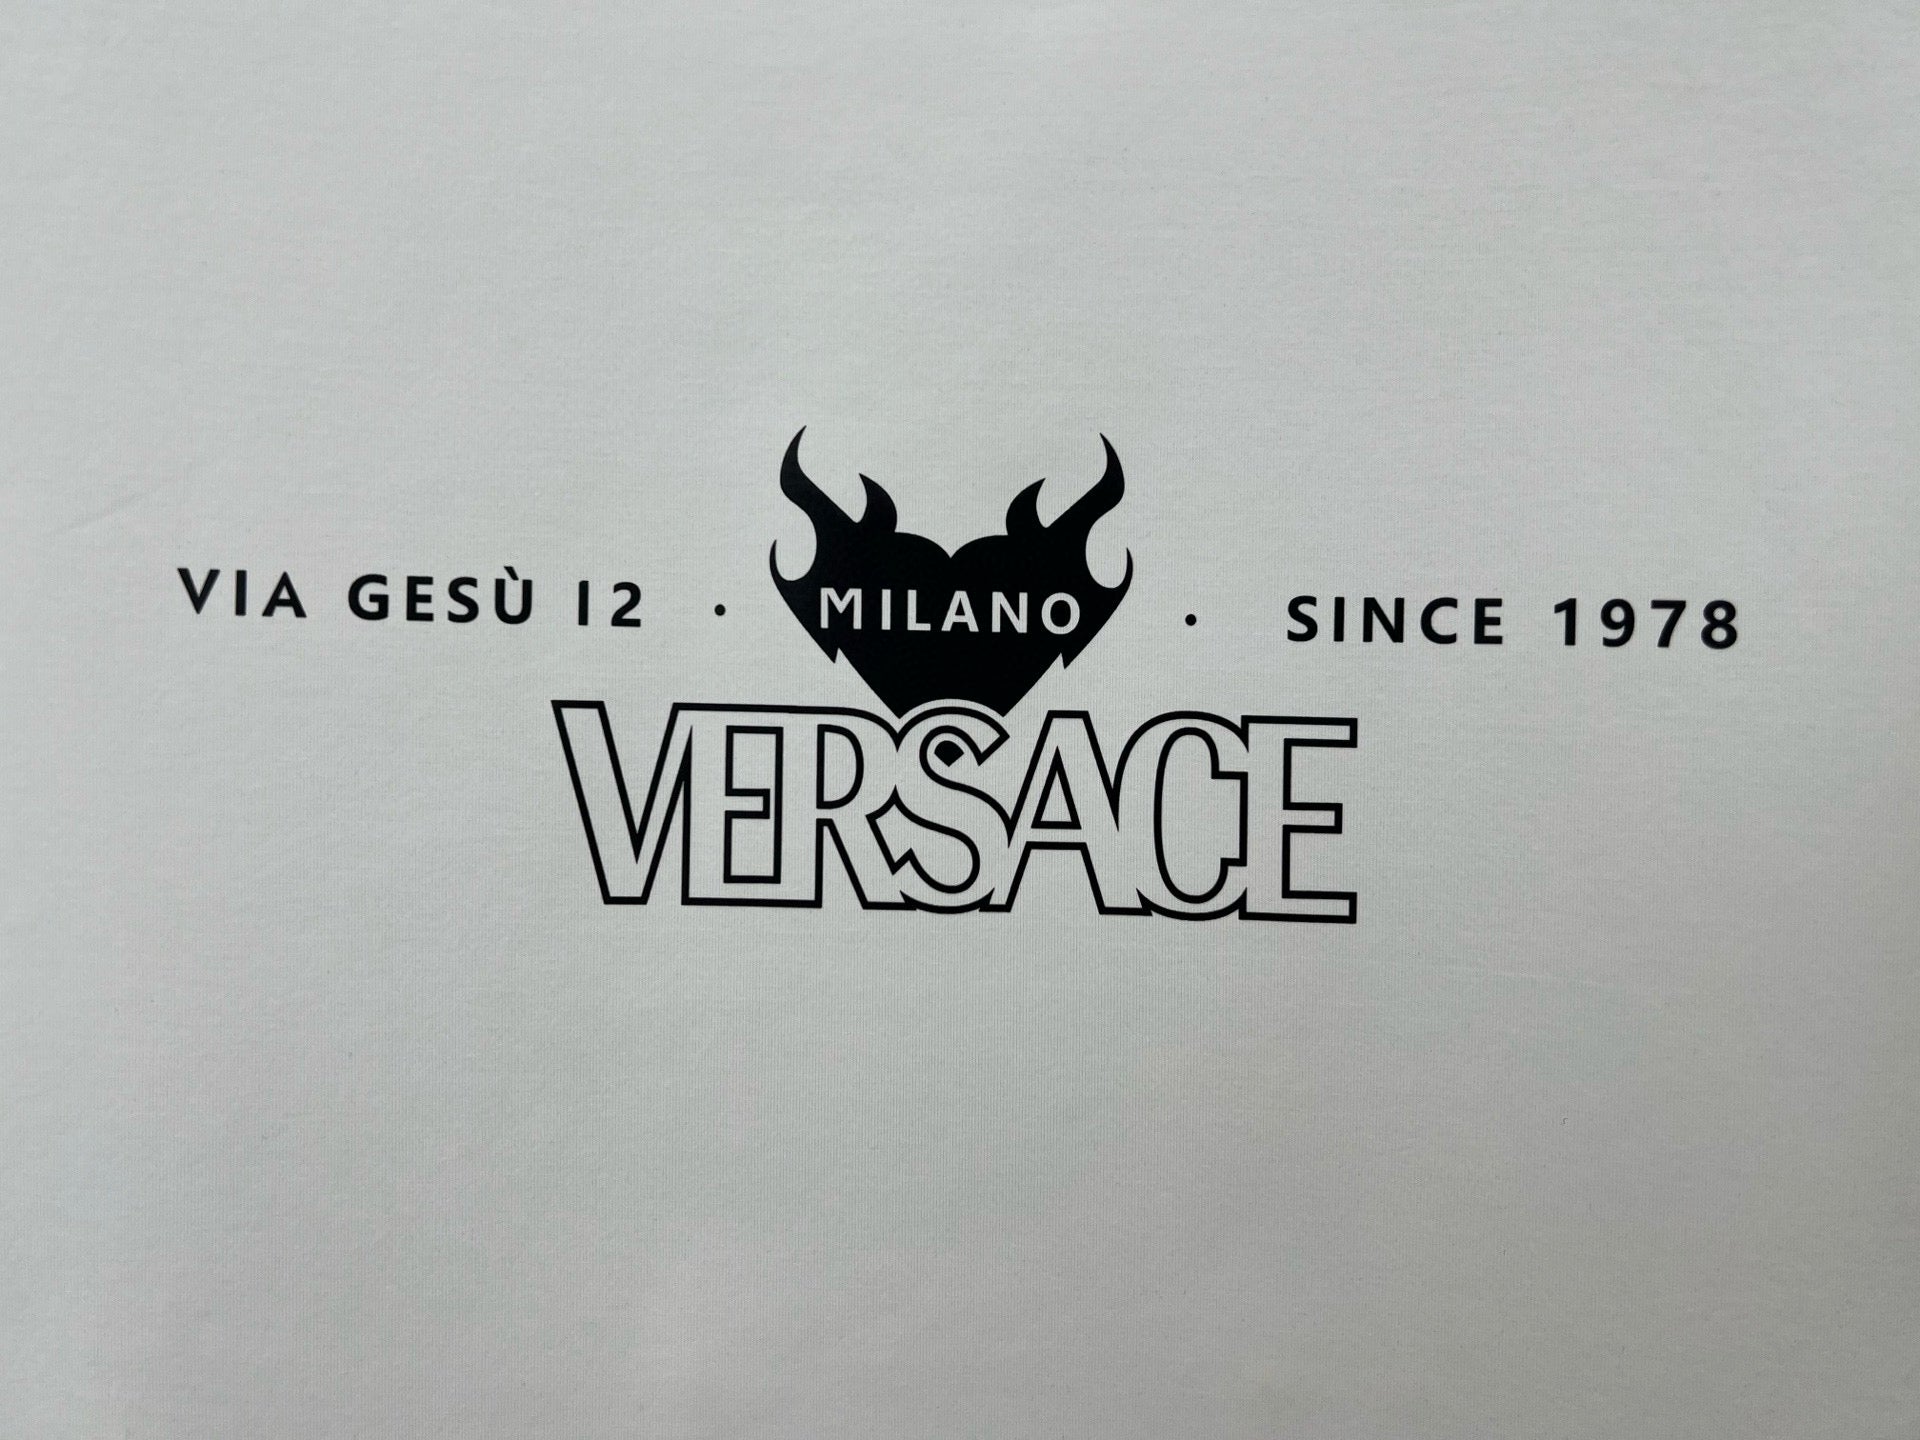 VIA GESÙ 12 · MILANO · SINCE 1978
VERSACE